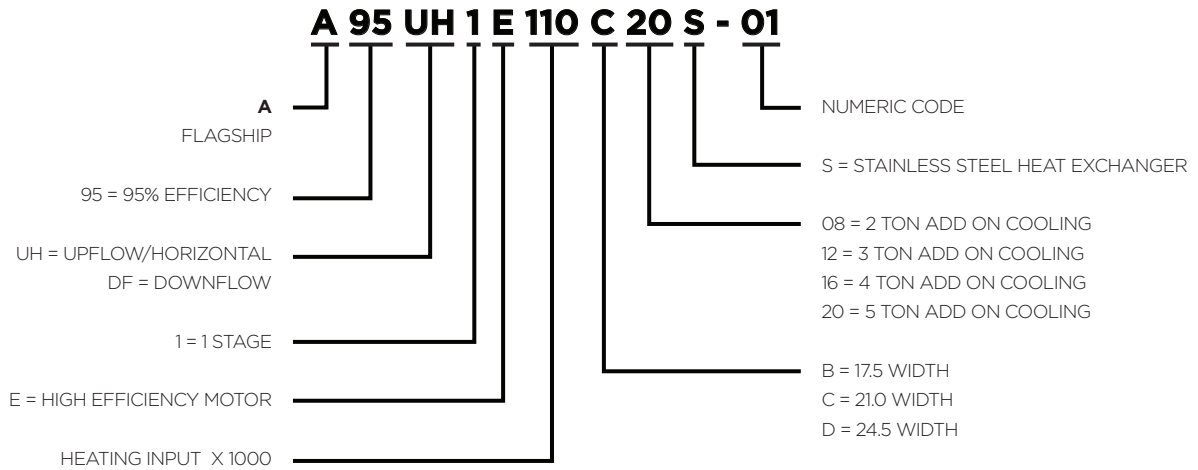 A 95 UH 1 E 110 C 20 S - 01
A
FLAGSHIP
95 = 95% EFFICIENCY
UH = UPFLOW/HORIZONTAL
DF = DOWNFLOW
1 = 1 STAGE
E = HIGH EFFICIENCY MOTOR
HEATING INPUT X 1000
NUMERIC CODE
S = STAINLESS STEEL HEAT EXCHANGER
08 = 2 TON ADD ON COOLING
12 = 3 TON ADD ON COOLING
16 = 4 TON ADD ON COOLING
20 = 5 TON ADD ON COOLING
B = 17.5 WIDTH
C = 21.0 WIDTH
D = 24.5 WIDTH